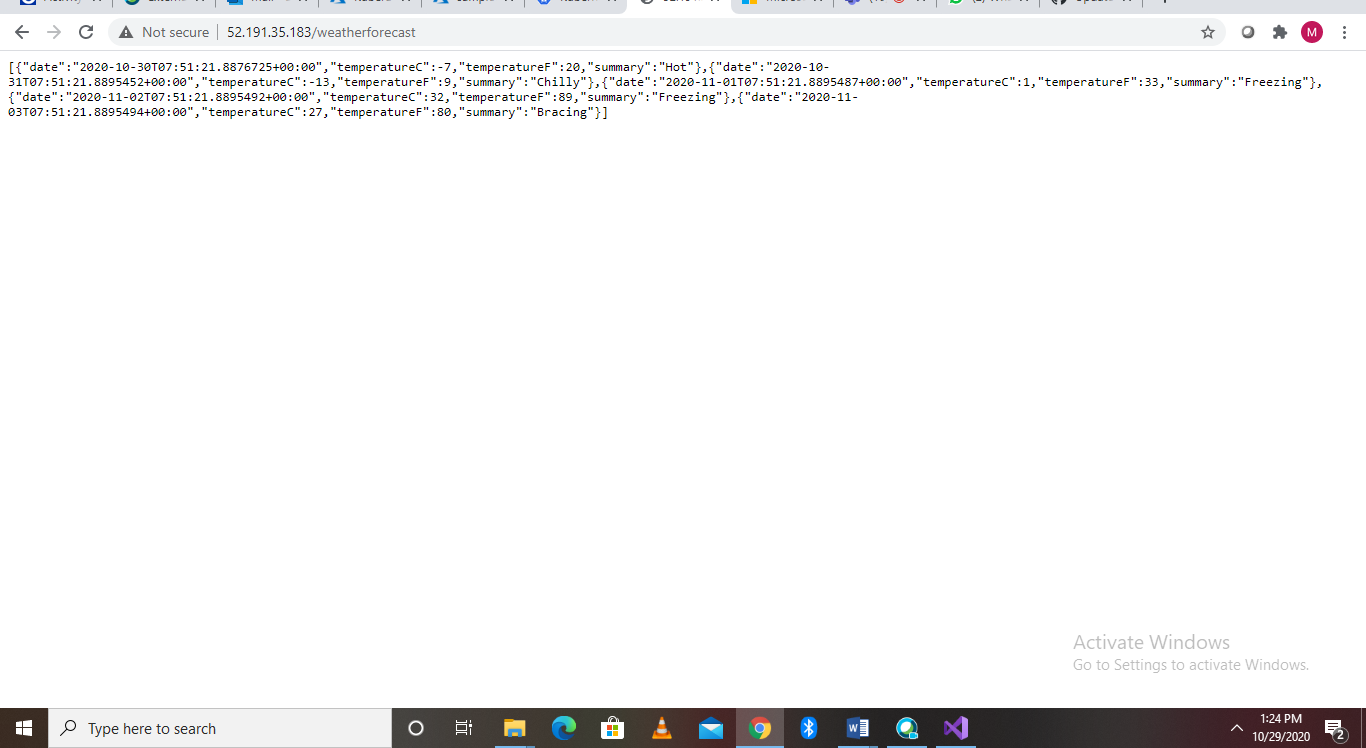 Not secure
52.191.35.183/weatherforecast
M
[{"date":"2020-10-30T07:51:21.8876725+00:00","temperatureC":-7,"temperatureF":20,"summary":"Hot"},{"date":"2020-10-
31T07:51:21.8895452+00:00","temperatureC":-13,"temperatureF":9,"summary":"Chilly"},{"date":"2020-11-01T07:51:21.8895487+00:00","temperatureC":1,"temperatureF":33,"summary":"Freezing"},
{"date":"2020-11-02T07:51:21.8895492+00:00","temperatureC":32,"temperatureF":89,"summary":"Freezing"},{"date":"2020-11-
03T07:51:21.8895494+00:00","temperatureC":27,"temperatureF":80,"summary":"Bracing"}]
Activate Windows
Go to Settings to activate Windows.
Type here to search
1:24 PM
10/29/2020
2